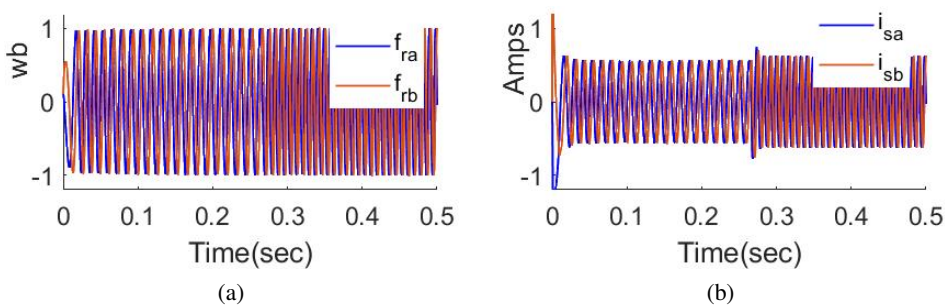 wb
1
0
-1
f_ra
f_rb
0 0.1 0.2 0.3 0.4 0.5
Time(sec)
(a)
Amps
1
0
-1
i_sa
i_sb
0 0.1 0.2 0.3 0.4 0.5
Time(sec)
(b)